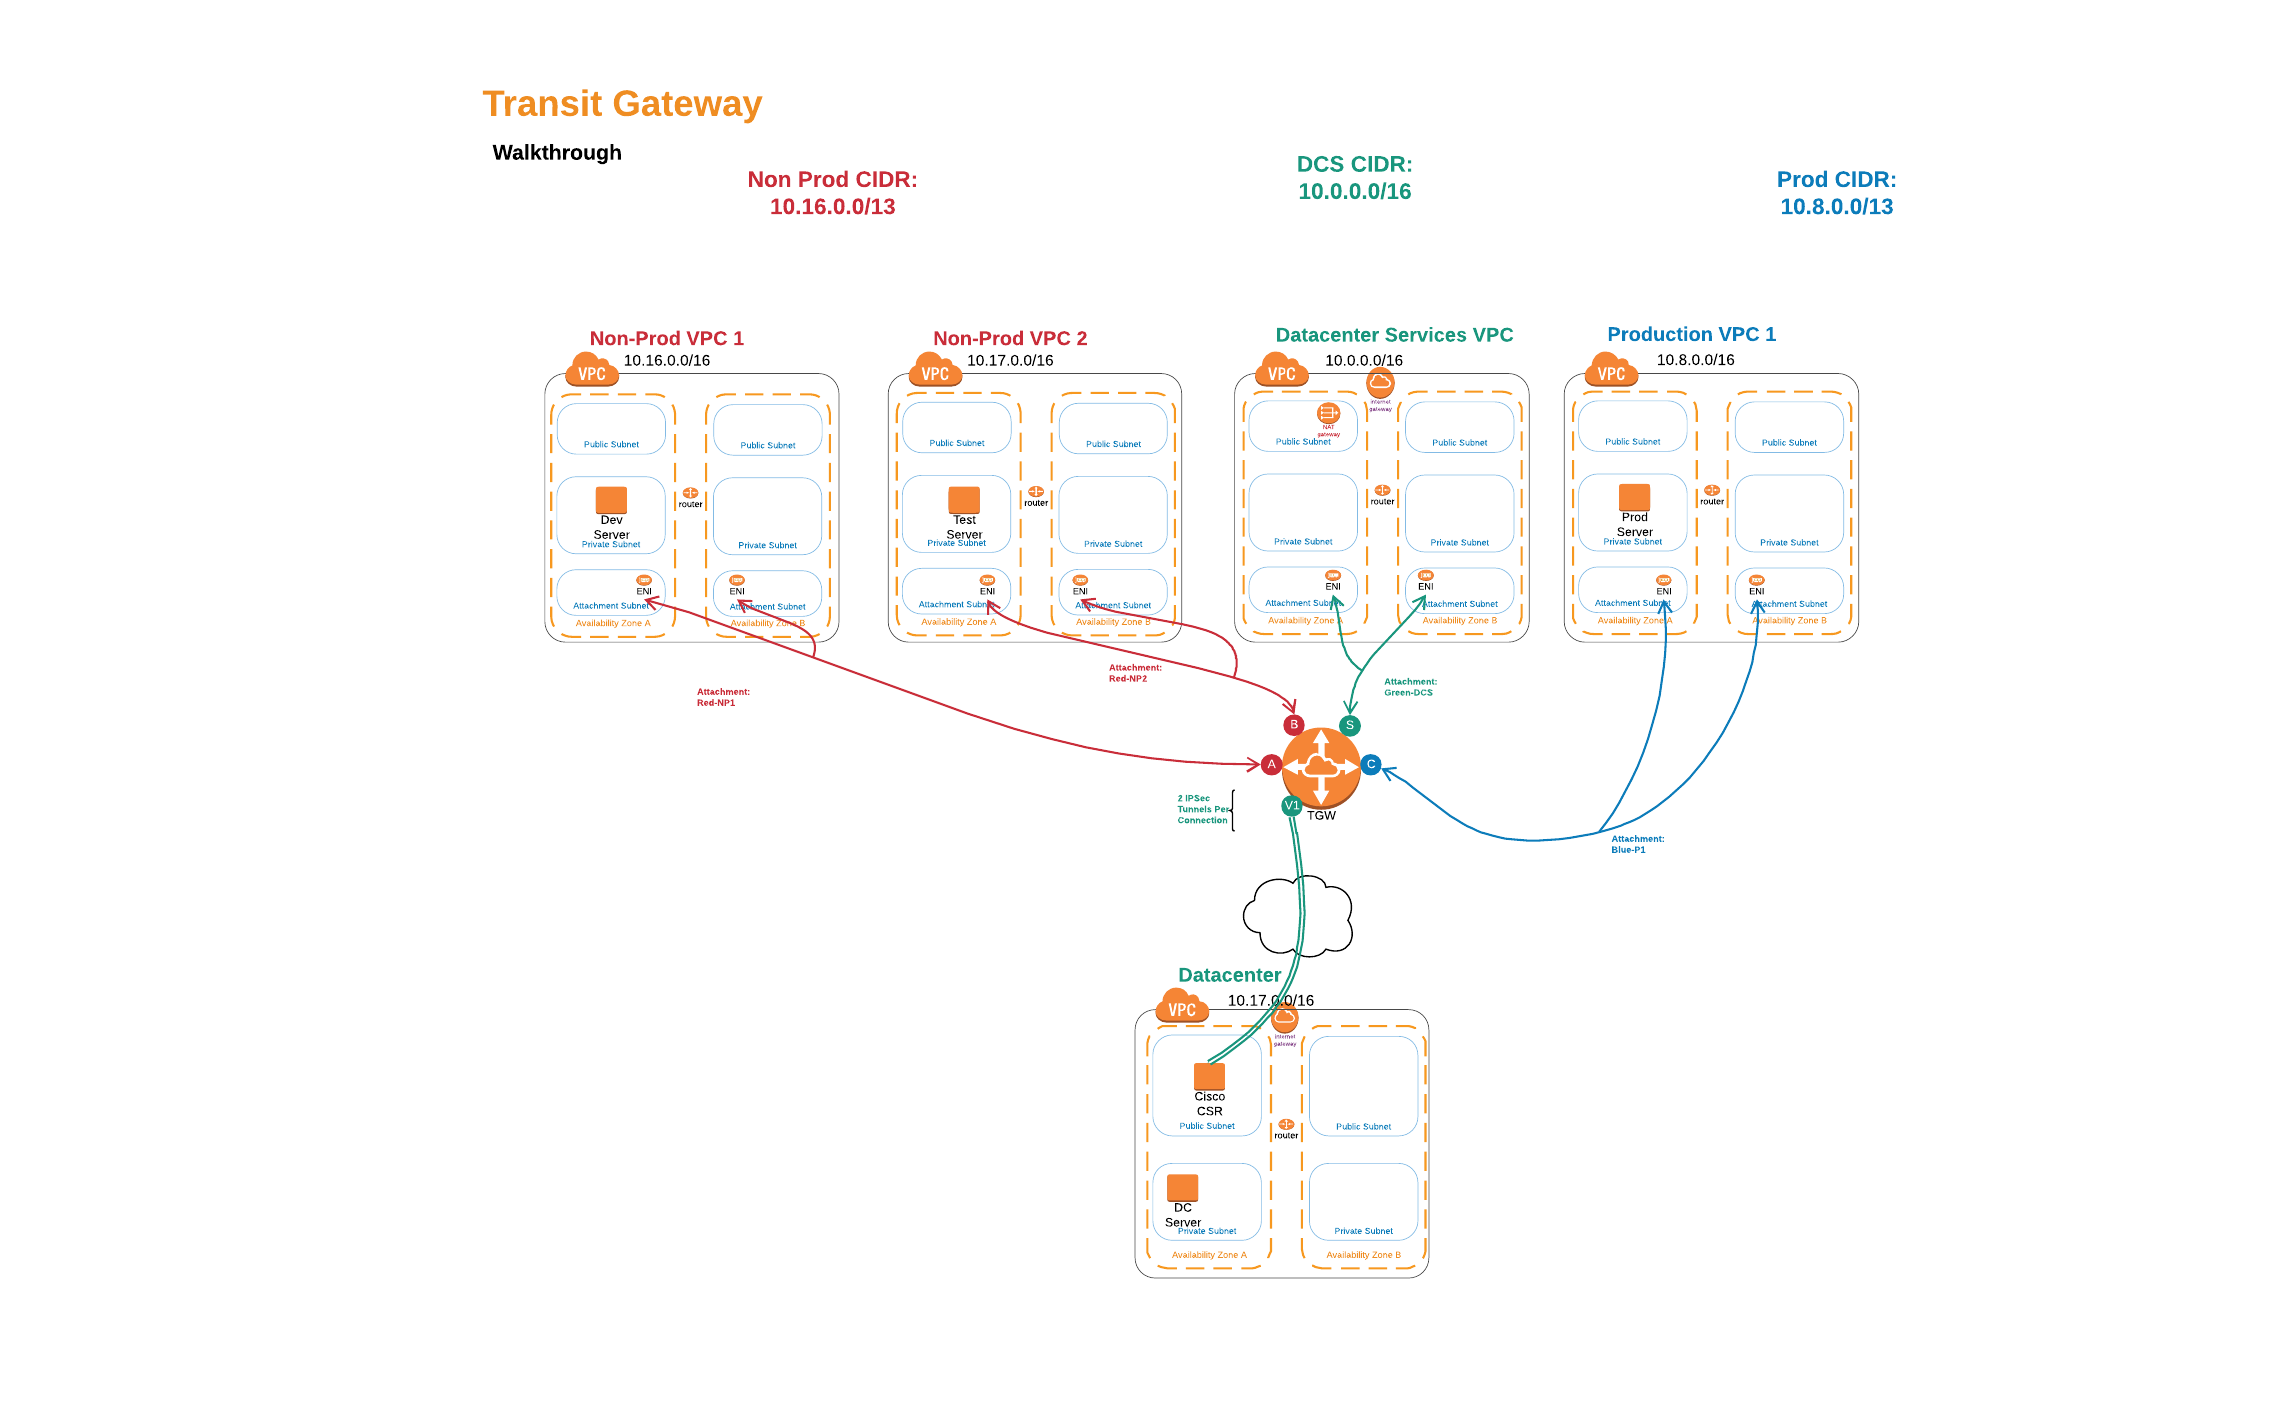 Transit Gateway
Walkthrough
Non Prod CIDR:
10.16.0.0/13
DCS CIDR:
10.0.0.0/16
Prod CIDR:
10.8.0.0/13
Non-Prod VPC 1
10.16.0.0/16
VPC
Public Subnet
Public Subnet
Dev
Server
Private Subnet
router
Private Subnet
ENI
Attachment Subnet
Availability Zone A
ENI
Attachment Subnet
Availability Zone B
Non-Prod VPC 2
10.17.0.0/16
VPC
Public Subnet
Public Subnet
Test
Server
Private Subnet
router
Private Subnet
ENI
Attachment Subnet
Availability Zone A
ENI
Attachment Subnet
Availability Zone B
Datacenter Services VPC
10.0.0.0/16
VPC
internet
gateway
NAT
gateway
Public Subnet
Public Subnet
router
Private Subnet
Private Subnet
ENI
Attachment Subnet
Availability Zone A
ENI
Attachment Subnet
Availability Zone B
Production VPC 1
10.8.0.0/16
VPC
Public Subnet
Public Subnet
Prod
Server
Private Subnet
router
Private Subnet
ENI
Attachment Subnet
Availability Zone A
ENI
Attachment Subnet
Availability Zone B
Attachment:
Red-NP1
Attachment:
Red-NP2
Attachment:
Green-DCS
Attachment:
Blue-P1
B
S
A
C
V1
TGW
2 IPSec
Tunnels Per
Connection
Datacenter
10.17.0.0/16
VPC
internet
gateway
Cisco
CSR
Public Subnet
router
Public Subnet
DC
Server
Private Subnet
Private Subnet
Availability Zone A
Availability Zone B